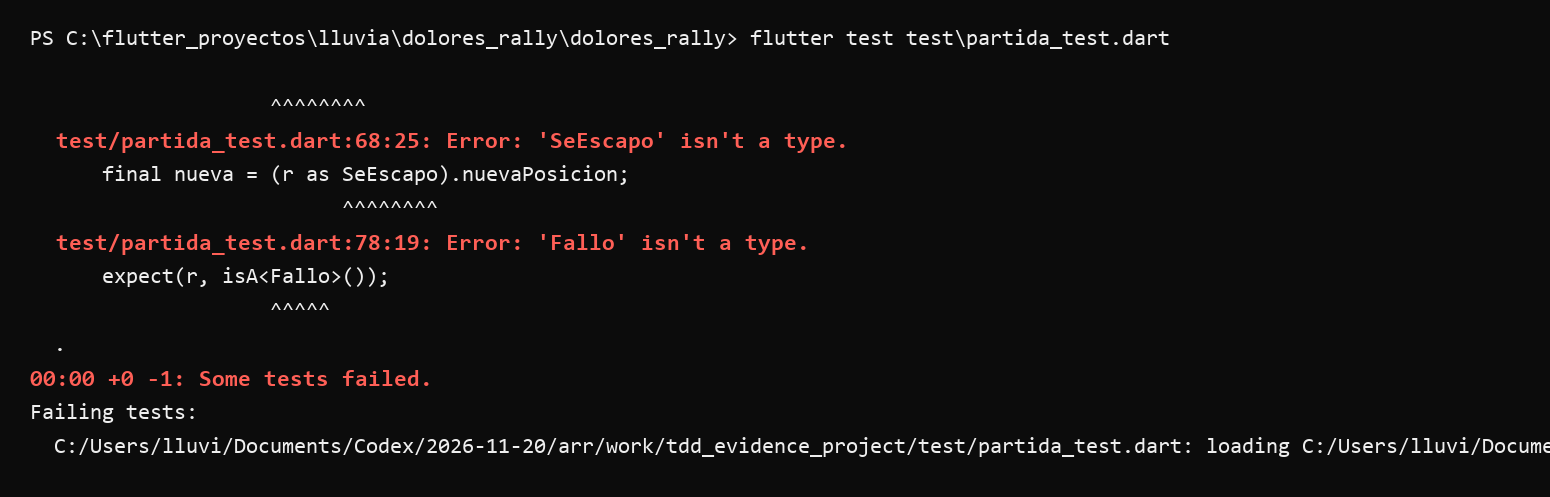 PS C:\flutter_proyectos\lluvia\dolores_rally\dolores_rally> flutter test test\partida_test.dart
^^^^^^^^
test/partida_test.dart:68:25: Error: 'SeEscapo' isn't a type.
final nueva = (r as SeEscapo).nuevaPosicion;
^^^^^^^^
test/partida_test.dart:78:19: Error: 'Fallo' isn't a type.
expect(r, isA<Fallo>());
^^^^^
.
00:00 +0 -1: Some tests failed.
Failing tests:
C:/Users/lluvi/Documents/Codex/2026-11-20/arr/work/tdd_evidence_project/test/partida_test.dart: loading C:/Users/lluvi/Docume